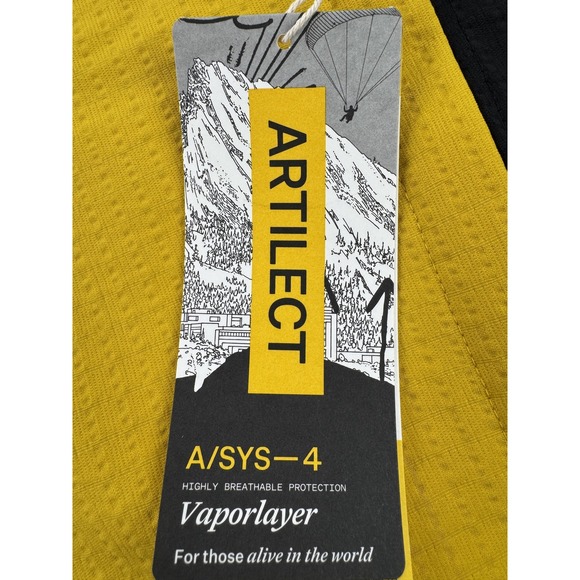 ARTILECT
A/SYS—4
HIGHLY BREATHABLE PROTECTION
Vaporlayer
For those alive in the world